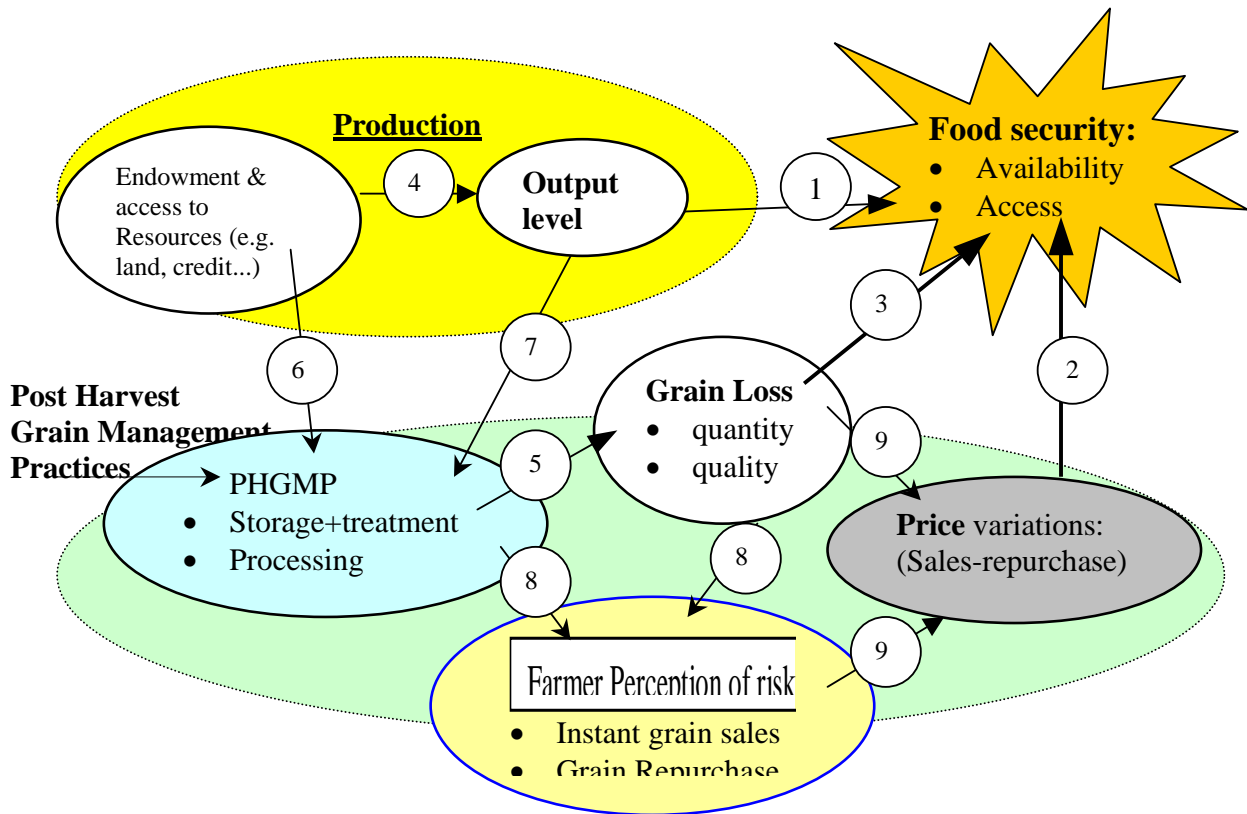 Production
Endowment &
access to
Resources (e.g.
land, credit...)
4
Output
level
1
Food security:
• Availability
• Access
6
7
3
2
Post Harvest
Grain Management
Practices
PHGMP
• Storage+treatment
• Processing
5
Grain Loss
• quantity
• quality
9
Price variations:
(Sales-repurchase)
8
8
9
Farmer Perception of risk
• Instant grain sales
• Grain Repurchase